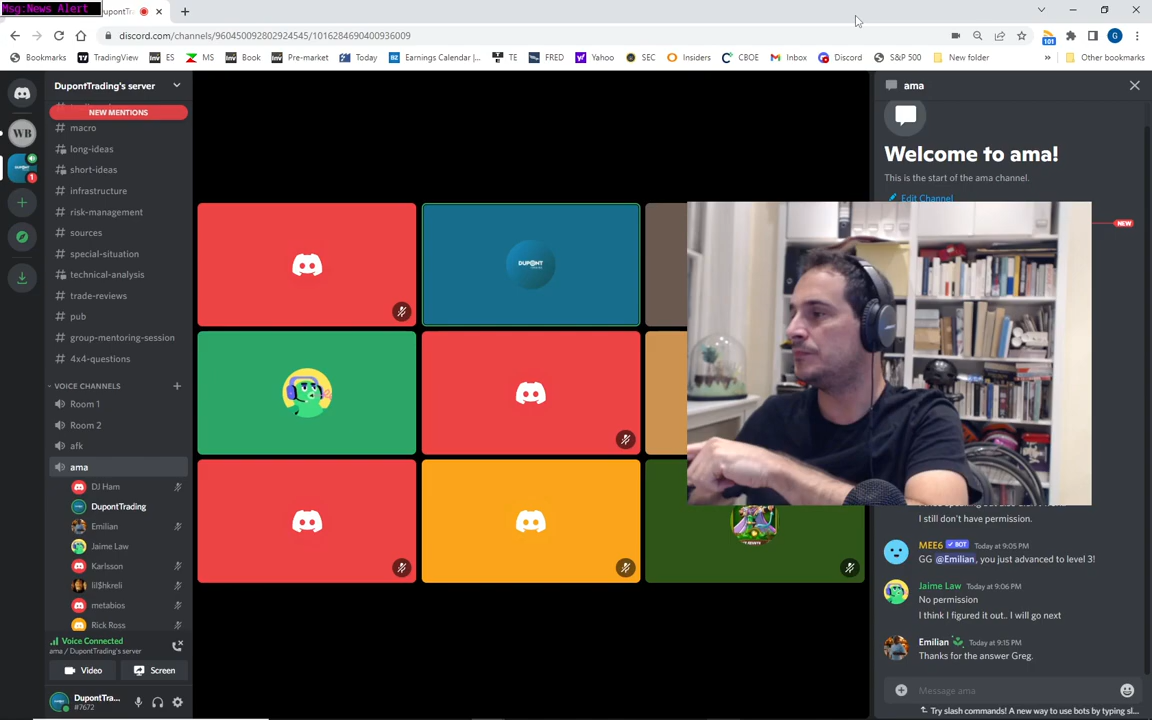 Msg:News Alert
DupontTrading's
discord.com/channels/960450092802924545/1016284690400936009
101
G
Bookmarks TradingView ES MS Book Pre-market Today Earnings Calendar |... TE FRED Yahoo SEC Insiders CBOE Inbox Discord S&P 500 New folder » Other bookmarks
DupontTrading's server
NEW MENTIONS
macro
long-ideas
short-ideas
infrastructure
risk-management
sources
special-situation
technical-analysis
trade-reviews
pub
group-mentoring-session
4x4-questions
VOICE CHANNELS
Room 1
Room 2
afk
ama
DJ Ham
DupontTrading
Emilian
Jaime Law
Karlsson
lil$hkreli
metabios
Rick Ross
Voice Connected
ama / DupontTrading's server
Video
Screen
DupontTra...
#7672
WB
DUPONT
ama
Welcome to ama!
This is the start of the ama channel.
Edit Channel
NEW
I still don't have permission.
MEE6 BOT Today at 9:05 PM
GG @Emilian, you just advanced to level 3!
Jaime Law Today at 9:06 PM
No permission
I think I figured it out.. I will go next
Emilian Today at 9:15 PM
Thanks for the answer Greg.
Message ama
Try slash commands! A new way to use bots by typing sl...